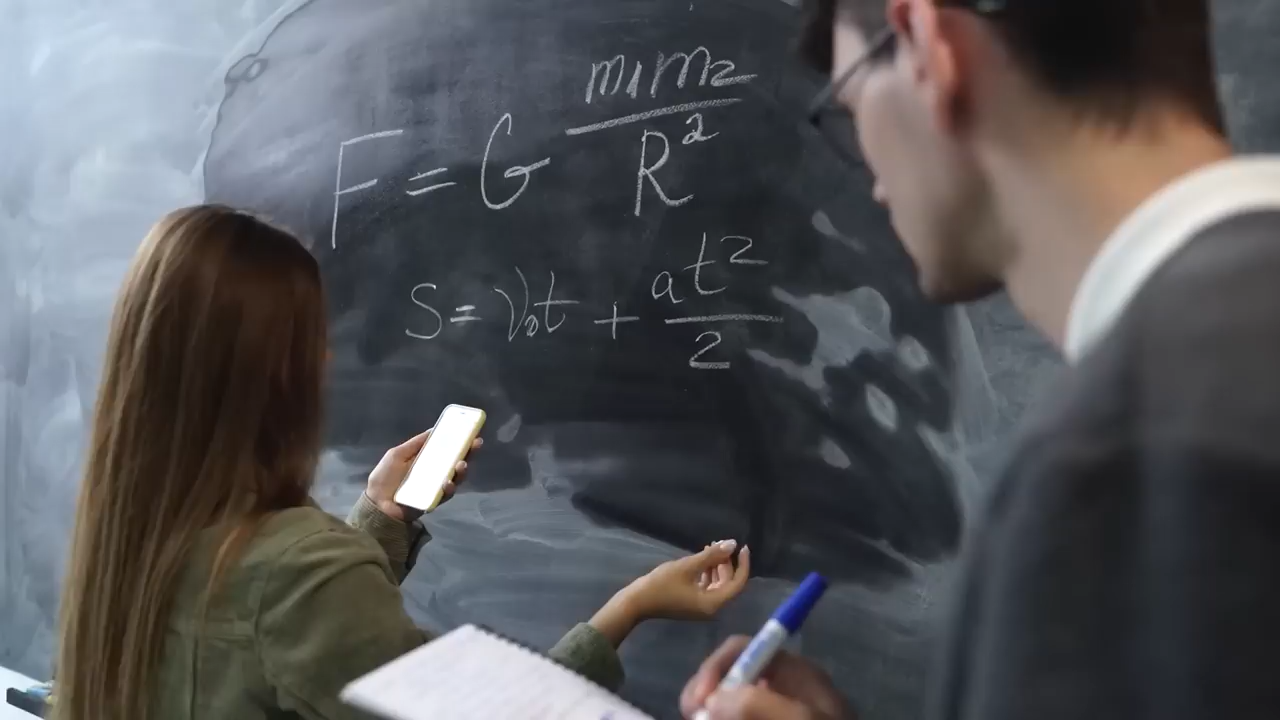 F = G m1m2/R²
S = V₀t + at²/2